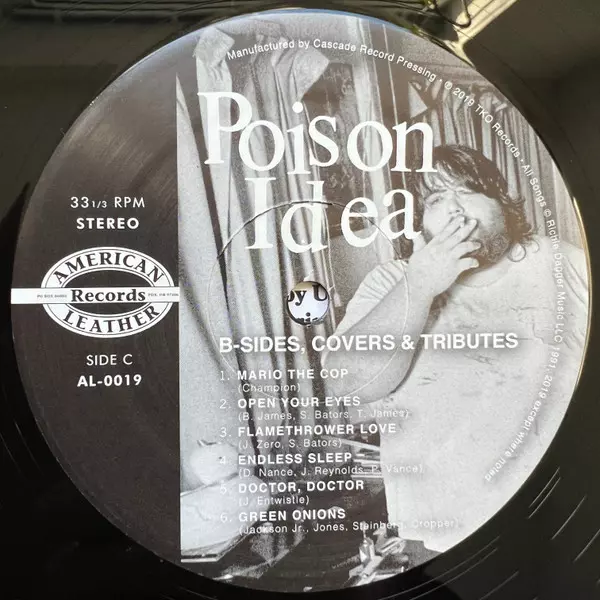 Manufactured by Cascade Record Pressing • ℗ 2019 TKO Records • All Songs © Richie Dagger Music LLC 1991, 2019 except where noted
Poison
Idea
33 1/3 RPM
STEREO
AMERICAN
Records
LEATHER
SIDE C
AL-0019
B-SIDES, COVERS & TRIBUTES
1. MARIO THE COP
(Champion)
2. OPEN YOUR EYES
(B. James, S. Bators, T. James)
3. FLAMETHROWER LOVE
(J. Zero, S. Bators)
4. ENDLESS SLEEP
(D. Nance, J. Reynolds, P. Vance)
5. DOCTOR, DOCTOR
(J. Entwistle)
6. GREEN ONIONS
(Jackson Jr., Jones, Steinberg, Cropper)